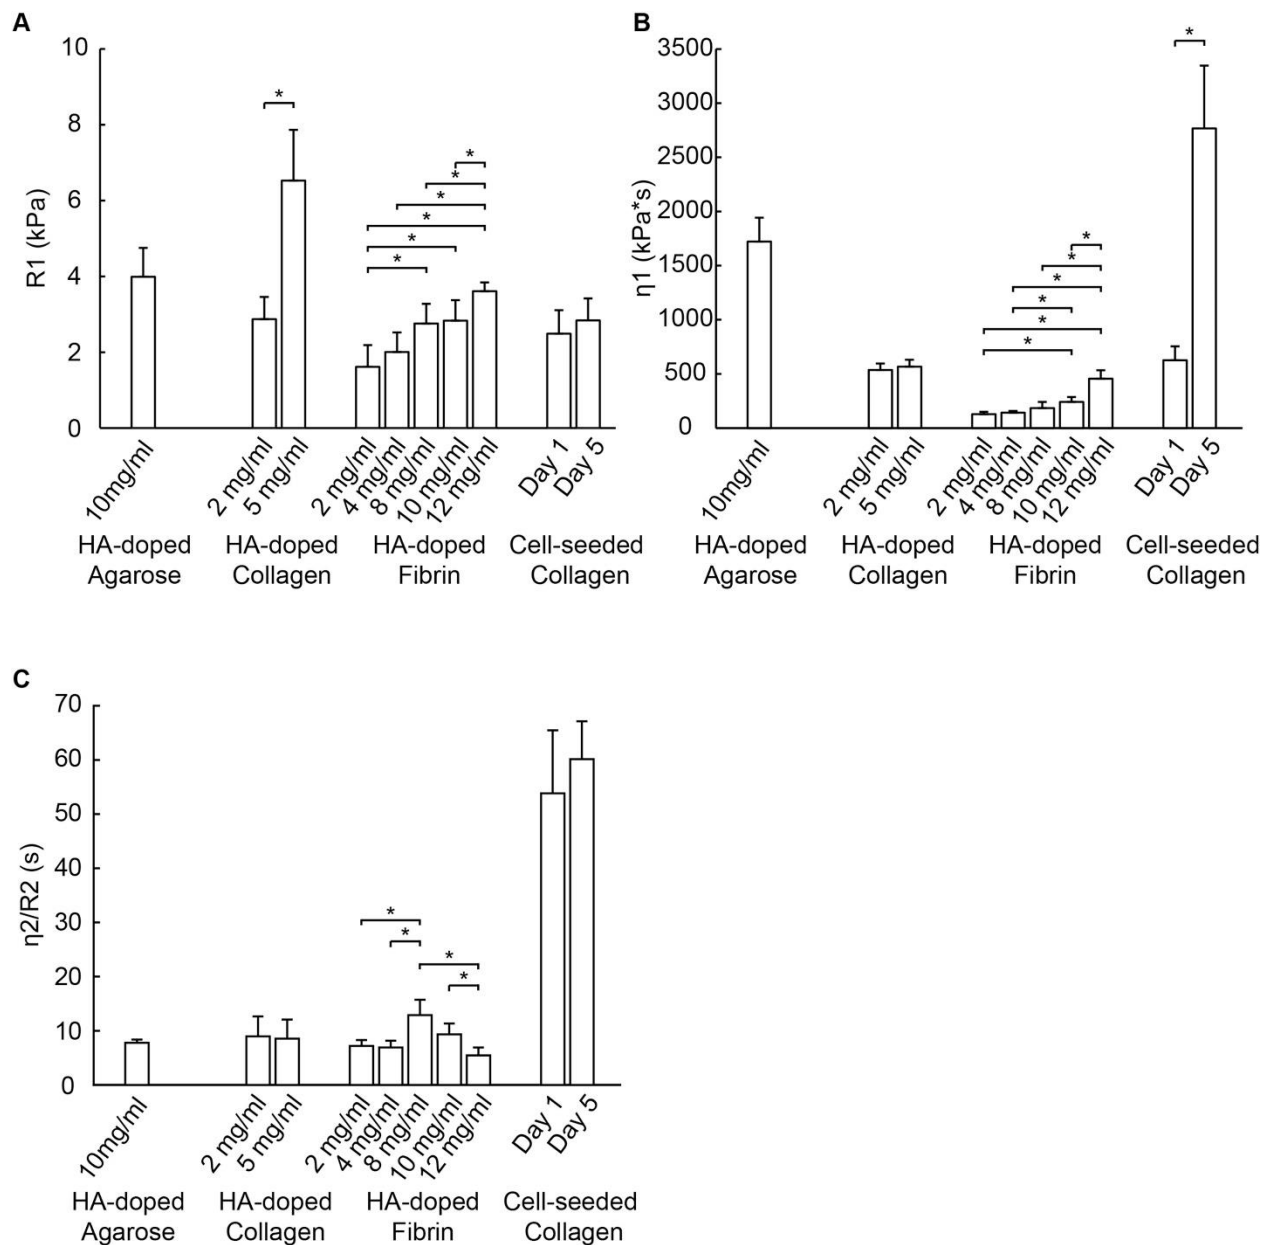 A
10
8
6
4
2
0
R1 (kPa)
*
*
*
*
*
*
*
10mg/ml
2 mg/ml
5 mg/ml
2 mg/ml
4 mg/ml
8 mg/ml
10 mg/ml
12 mg/ml
Day 1
Day 5
HA-doped
Agarose
HA-doped
Collagen
HA-doped
Fibrin
Cell-seeded
Collagen
B
3500
3000
2500
2000
1500
1000
500
0
η1 (kPa*s)
*
*
*
*
*
*
*
10mg/ml
2 mg/ml
5 mg/ml
2 mg/ml
4 mg/ml
8 mg/ml
10 mg/ml
12 mg/ml
Day 1
Day 5
HA-doped
Agarose
HA-doped
Collagen
HA-doped
Fibrin
Cell-seeded
Collagen
C
70
60
50
40
30
20
10
0
η2/R2 (s)
*
*
*
*
10mg/ml
2 mg/ml
5 mg/ml
2 mg/ml
4 mg/ml
8 mg/ml
10 mg/ml
12 mg/ml
Day 1
Day 5
HA-doped
Agarose
HA-doped
Collagen
HA-doped
Fibrin
Cell-seeded
Collagen